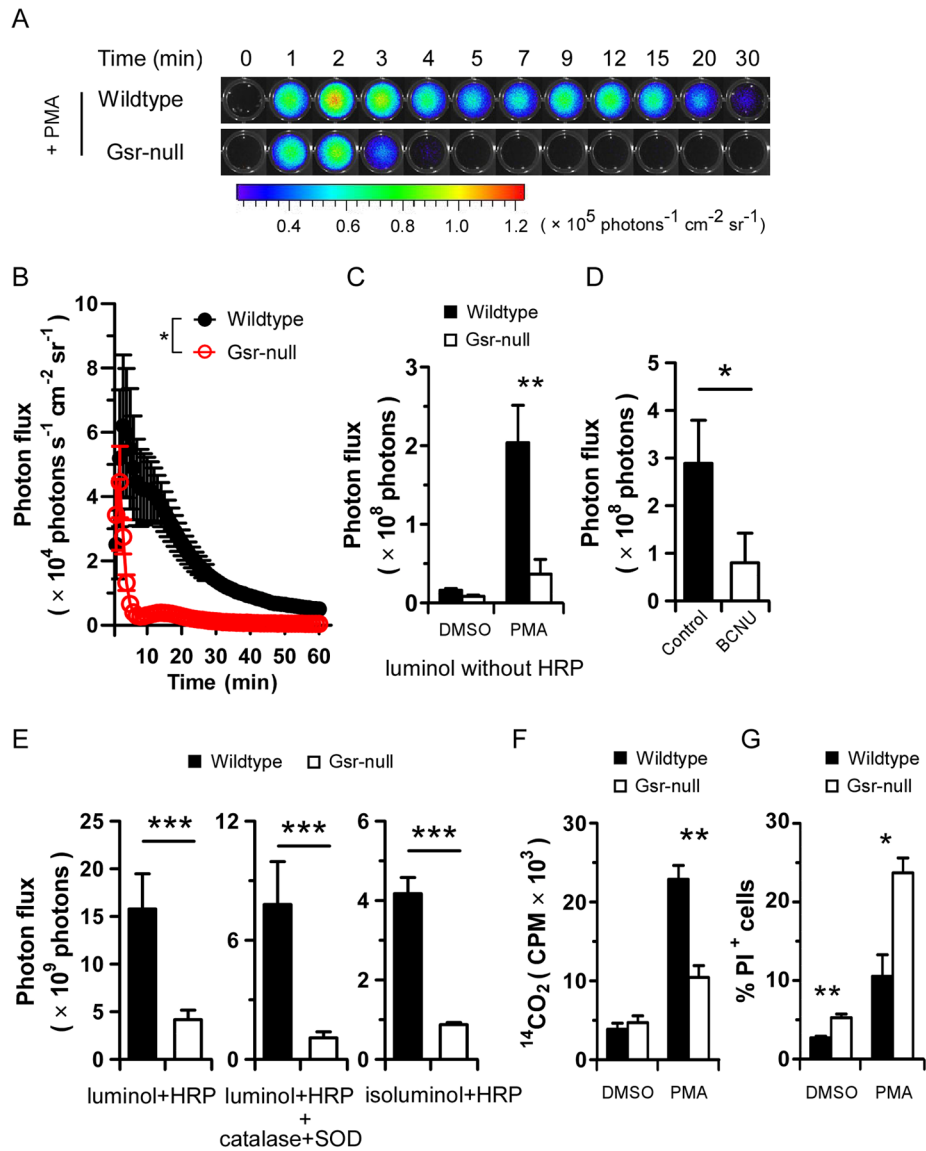 A
Time (min) 0 1 2 3 4 5 7 9 12 15 20 30
+ PMA
Wildtype
Gsr-null
0.4 0.6 0.8 1.0 1.2 ( × 10⁵ photons⁻¹ cm⁻² sr⁻¹)
B
Photon flux
( × 10⁴ photons s⁻¹ cm⁻² sr⁻¹)
10
8
6
4
2
0
* Wildtype
Gsr-null
10 20 30 40 50 60
Time (min)
C
Wildtype
Gsr-null
Photon flux
( × 10⁸ photons )
3
2
1
0
**
DMSO PMA
luminol without HRP
D
Photon flux
( × 10⁸ photons )
5
4
3
2
1
0
*
Control BCNU
E
Wildtype Gsr-null
Photon flux
( × 10⁹ photons )
25
20
15
10
5
0
***
luminol+HRP
12
6
0
***
luminol+HRP
+
catalase+SOD
6
4
2
0
***
isoluminol+HRP
F
Wildtype
Gsr-null
¹⁴CO₂ ( CPM × 10³)
30
20
10
0
**
DMSO PMA
G
Wildtype
Gsr-null
% PI ⁺ cells
30
20
10
0
**
*
DMSO PMA